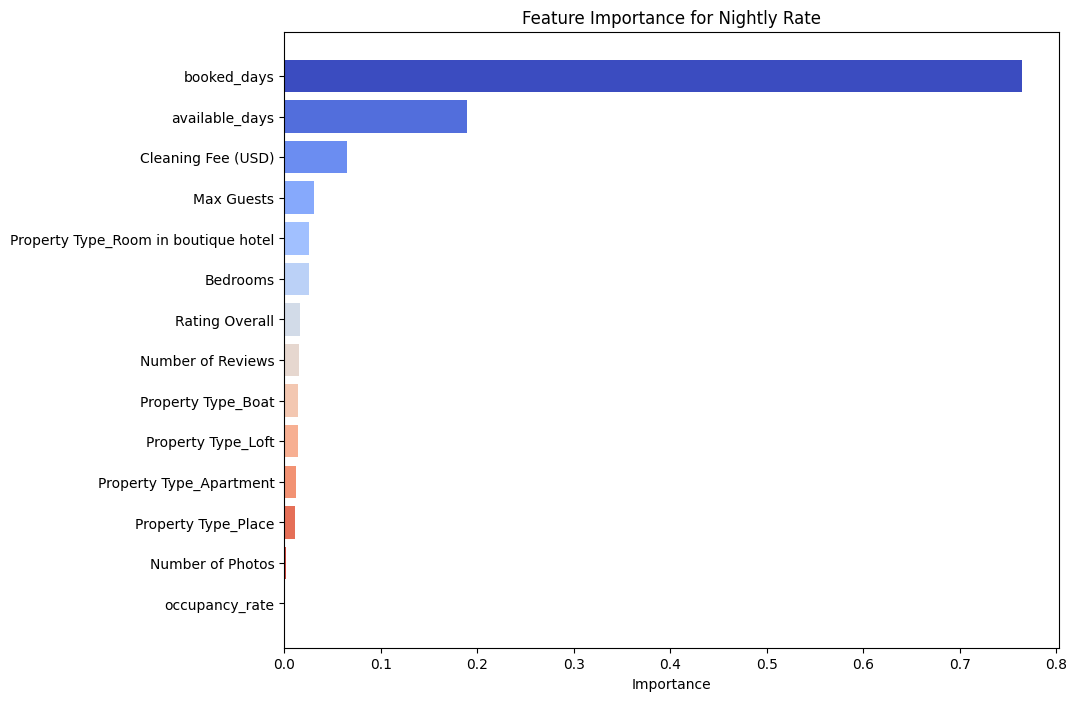 Feature Importance for Nightly Rate
booked_days
available_days
Cleaning Fee (USD)
Max Guests
Property Type_Room in boutique hotel
Bedrooms
Rating Overall
Number of Reviews
Property Type_Boat
Property Type_Loft
Property Type_Apartment
Property Type_Place
Number of Photos
occupancy_rate
0.0 0.1 0.2 0.3 0.4 0.5 0.6 0.7 0.8
Importance